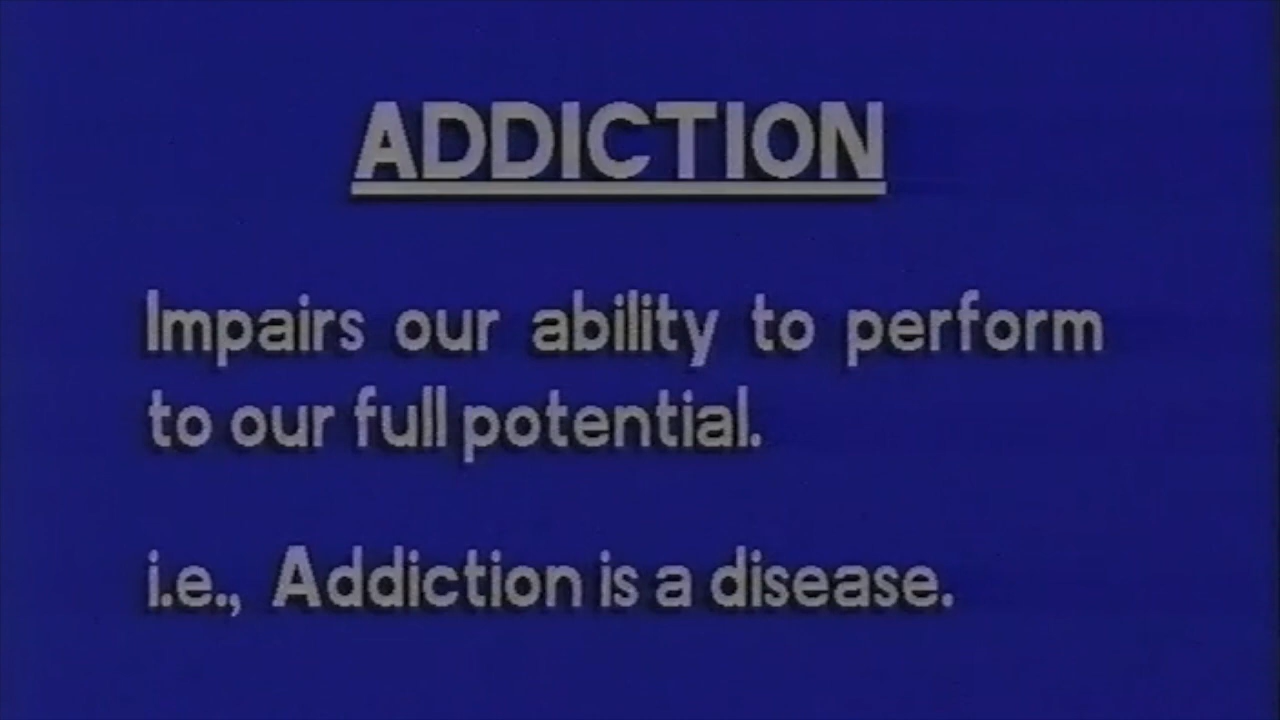 ADDICTION
Impairs our ability to perform
to our full potential.
i.e., Addiction is a disease.